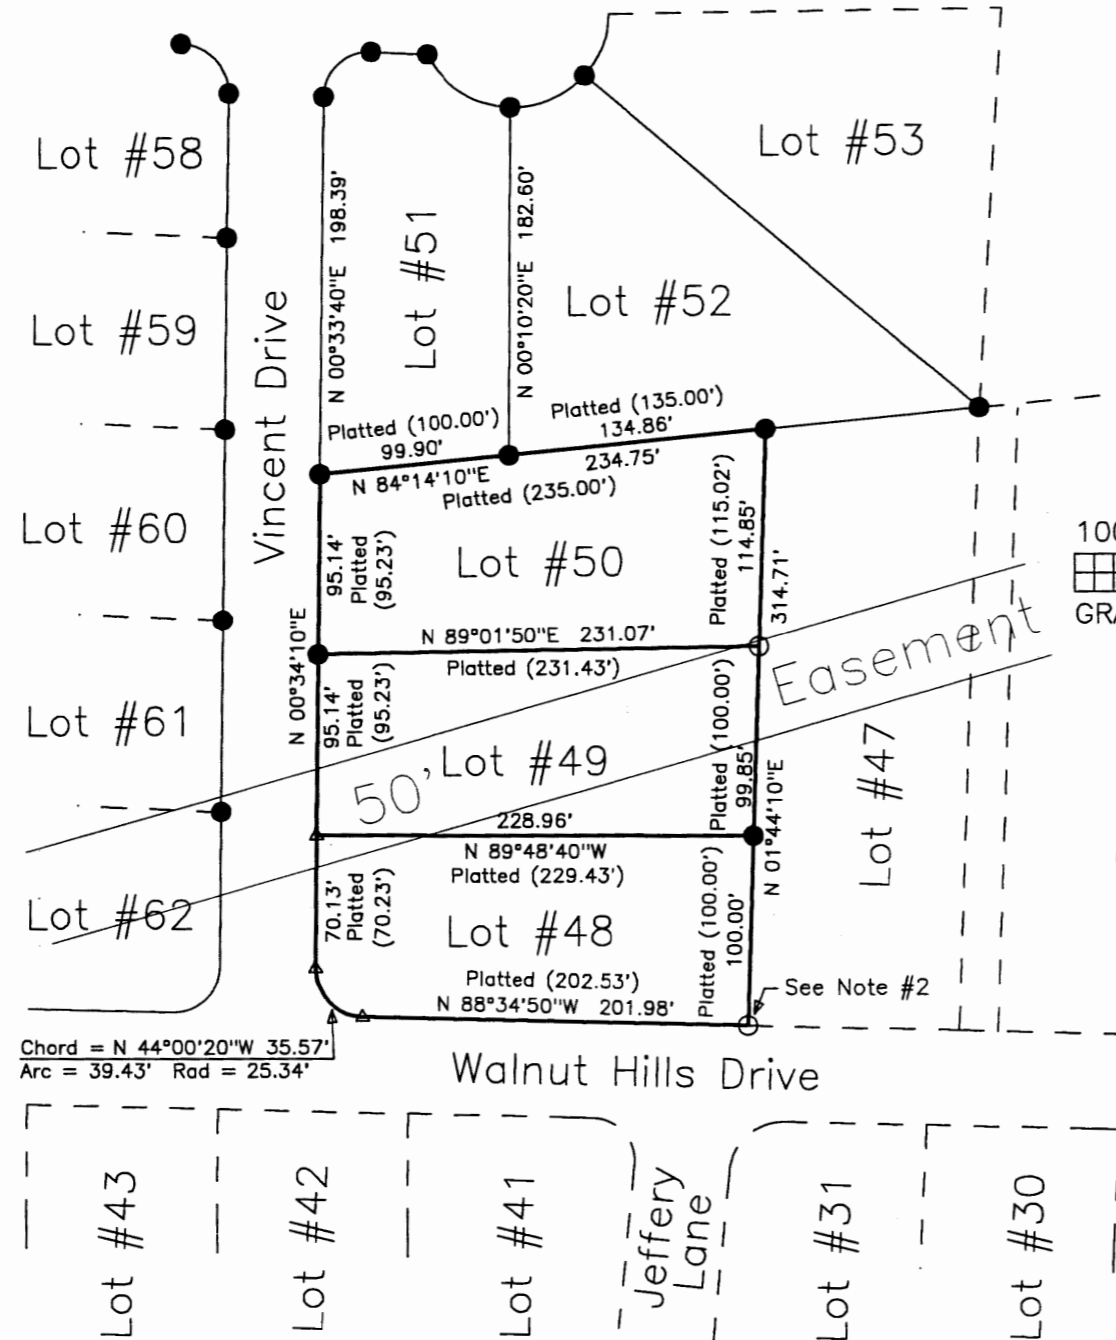 Lot #58
Lot #53
N 00°33'40"E 198.39'
Lot #51
N 00°10'20"E 182.60'
Lot #52
Lot #59
Vincent Drive
Platted (100.00')
99.90'
N 84°14'10"E
Platted (135.00')
134.86'
234.75'
Platted (235.00')
Lot #60
95.14'
Platted
(95.23')
Lot #50
Platted (115.02')
114.85'
314.71'
100
GRA
N 00°34'10"E
N 89°01'50"E 231.07'
Platted (231.43')
Easement
Lot #61
95.14'
Platted
(95.23')
50'
Lot #49
Platted (100.00')
99.85'
N 01°44'10"E
Lot #47
228.96'
N 89°48'40"W
Platted (229.43')
Lot #62
70.13'
Platted
(70.23')
Lot #48
Platted (100.00')
100.00'
Platted (202.53')
N 88°34'50"W 201.98'
See Note #2
Chord = N 44°00'20"W 35.57'
Arc = 39.43' Rad = 25.34'
Walnut Hills Drive
Lot #43
Lot #42
Lot #41
Jeffery
Lane
Lot #31
Lot #30